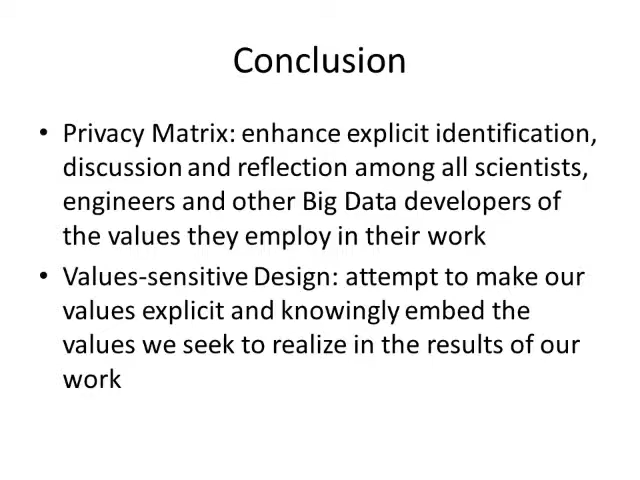 Conclusion
• Privacy Matrix: enhance explicit identification,
discussion and reflection among all scientists,
engineers and other Big Data developers of
the values they employ in their work
• Values-sensitive Design: attempt to make our
values explicit and knowingly embed the
values we seek to realize in the results of our
work